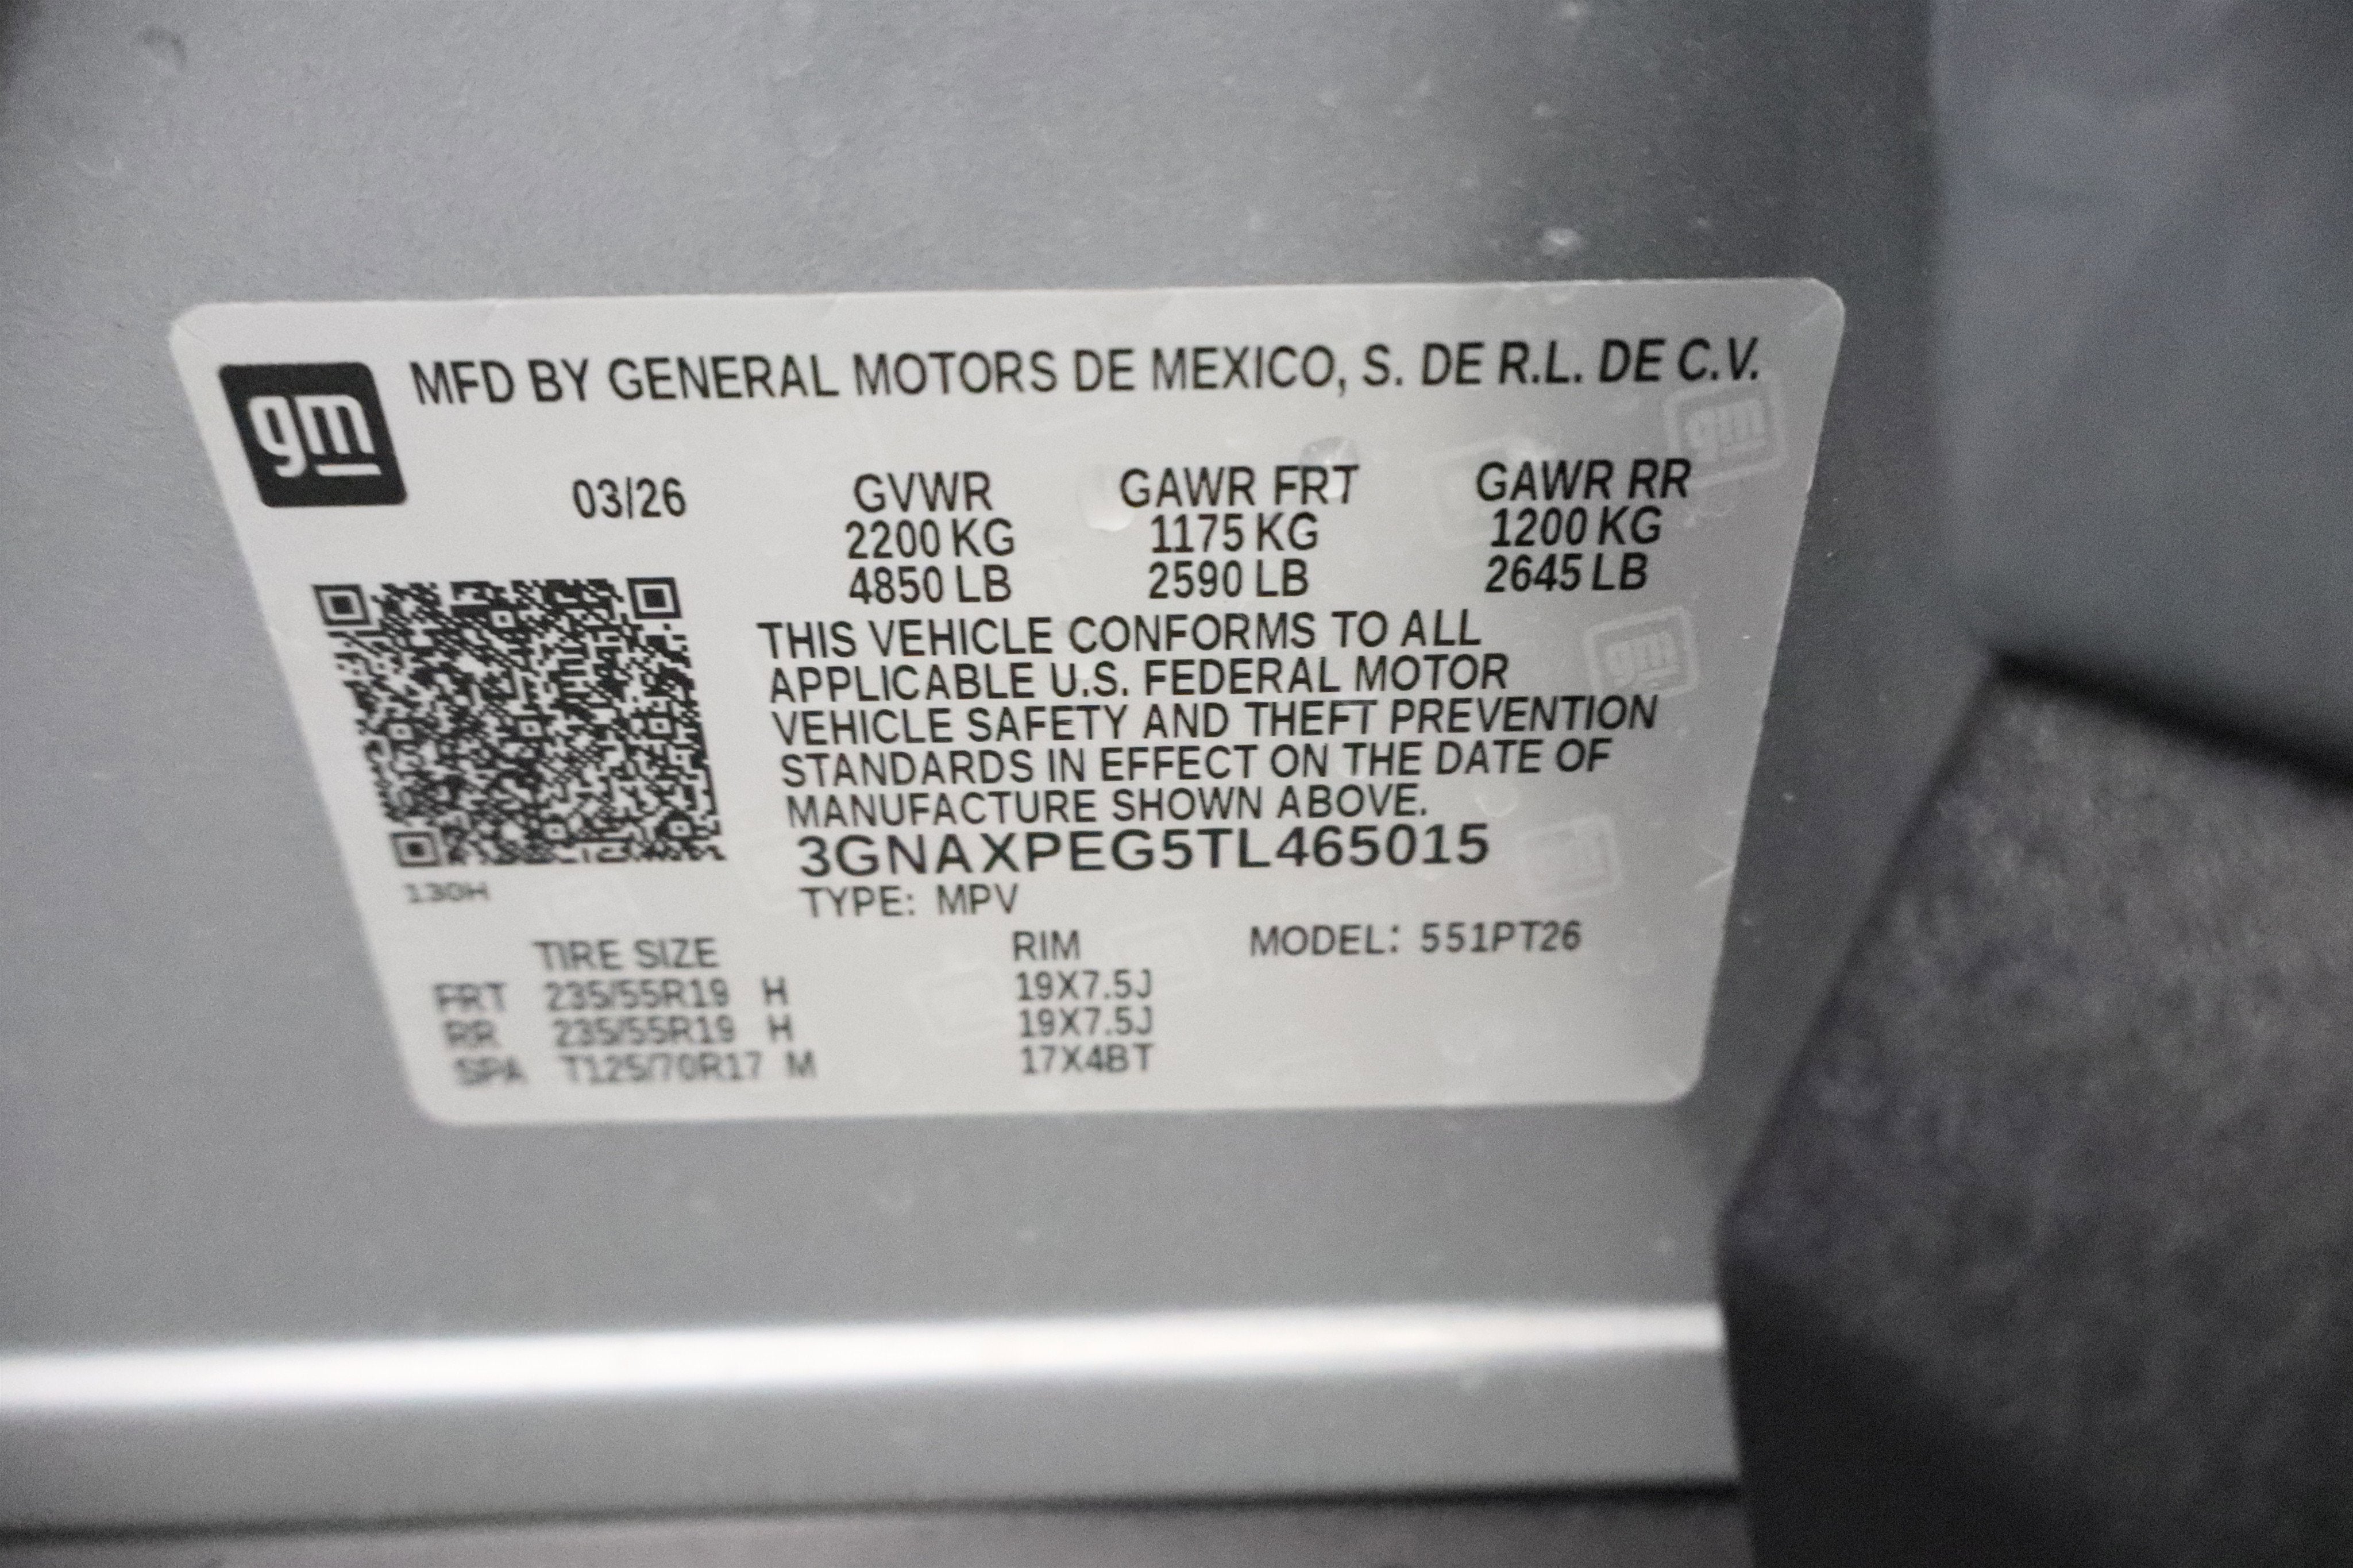 gm
MFD BY GENERAL MOTORS DE MEXICO, S. DE R.L. DE C.V.
03/26 GVWR GAWR FRT GAWR RR
2200 KG 1175 KG 1200 KG
4850 LB 2590 LB 2645 LB
THIS VEHICLE CONFORMS TO ALL
APPLICABLE U.S. FEDERAL MOTOR
VEHICLE SAFETY AND THEFT PREVENTION
STANDARDS IN EFFECT ON THE DATE OF
MANUFACTURE SHOWN ABOVE.
3GNAXPEG5TL465015
130H
TYPE: MPV
TIRE SIZE RIM MODEL: 551PT26
FRT 235/55R19 H 19X7.5J
RR 235/55R19 H 19X7.5J
SPA T125/70R17 M 17X4BT